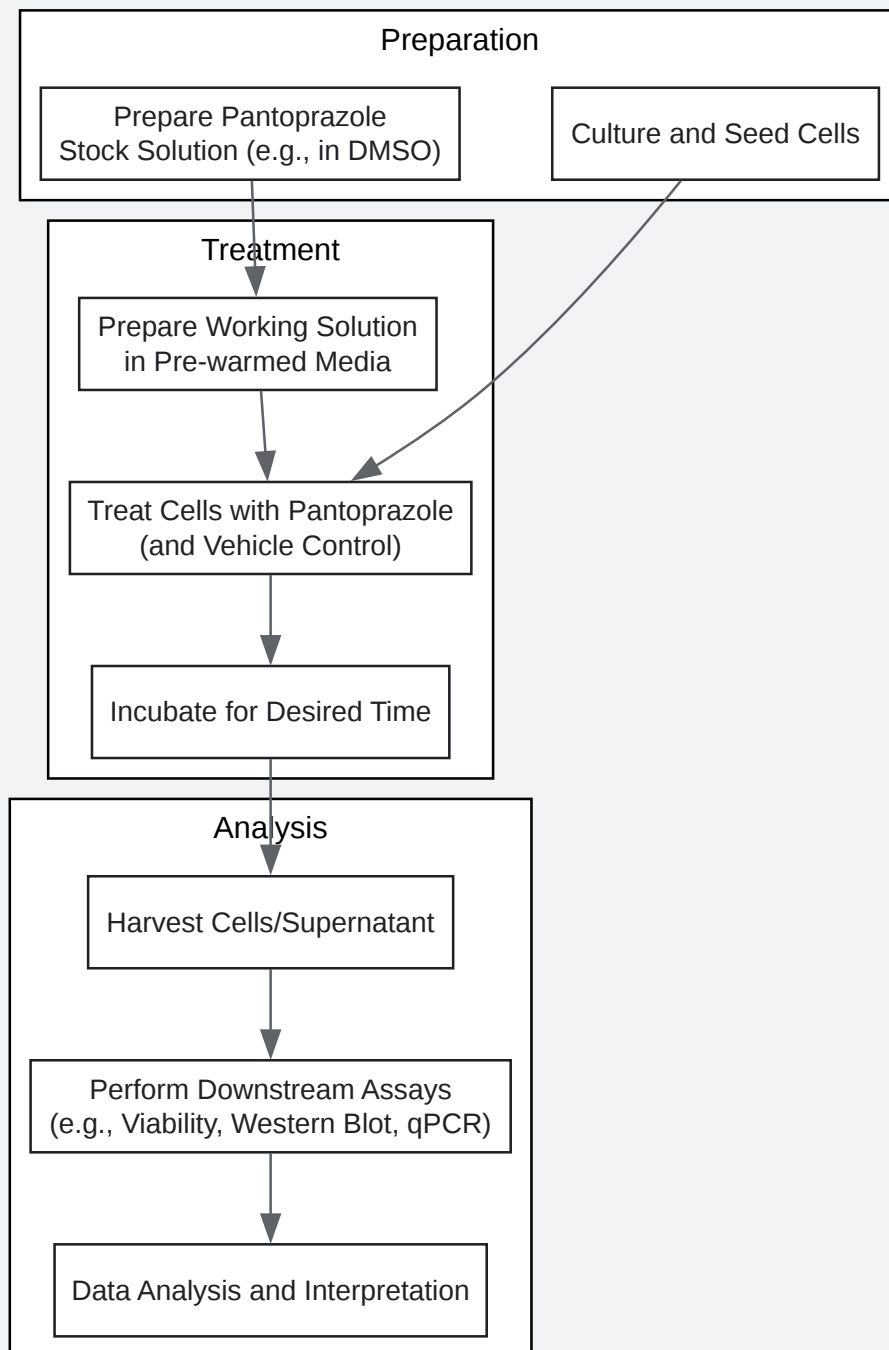 Preparation
Prepare Pantoprazole
Stock Solution (e.g., in DMSO)
Culture and Seed Cells
Treatment
Prepare Working Solution
in Pre-warmed Media
Treat Cells with Pantoprazole
(and Vehicle Control)
Incubate for Desired Time
Analysis
Harvest Cells/Supernatant
Perform Downstream Assays
(e.g., Viability, Western Blot, qPCR)
Data Analysis and Interpretation